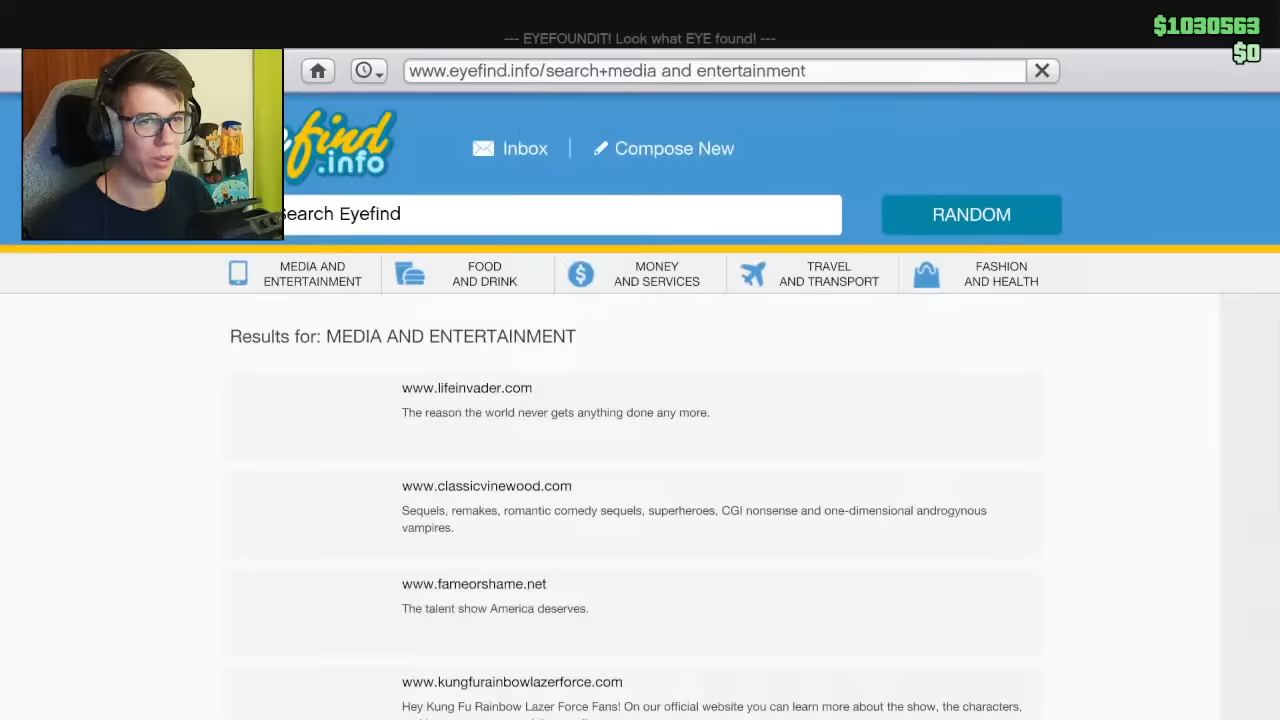 $1030563
--- EYEFOUNDIT! Look what EYE found! ---
$0
www.eyefind.info/search+media and entertainment
find
.info
Inbox
Compose New
Search Eyefind
RANDOM
MEDIA AND
ENTERTAINMENT
FOOD
AND DRINK
MONEY
AND SERVICES
TRAVEL
AND TRANSPORT
FASHION
AND HEALTH
Results for: MEDIA AND ENTERTAINMENT
www.lifeinvader.com
The reason the world never gets anything done any more.
www.classicvinewood.com
Sequels, remakes, romantic comedy sequels, superheroes, CGI nonsense and one-dimensional androgynous
vampires.
www.fameorshame.net
The talent show America deserves.
www.kungfurainbowlazerforce.com
Hey Kung Fu Rainbow Lazer Force Fans! On our official website you can learn more about the show, the characters,